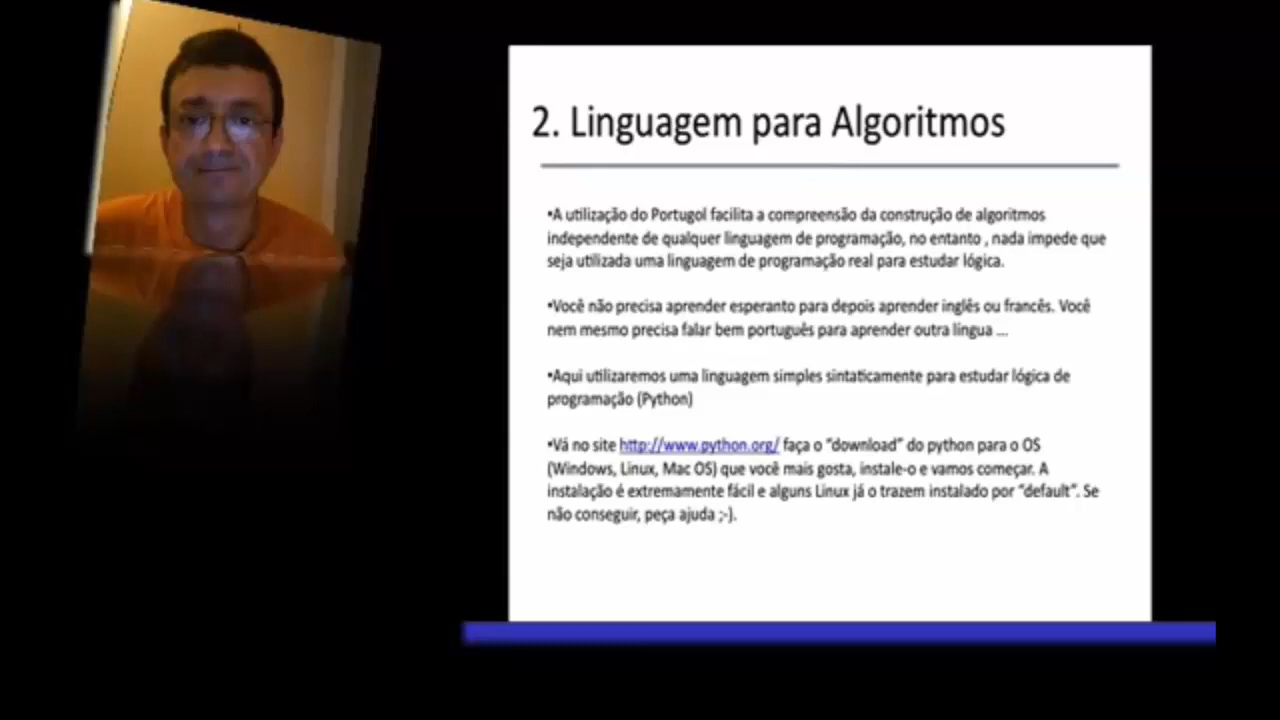 2. Linguagem para Algoritmos
•A utilização do Portugol facilita a compreensão da construção de algoritmos
independente de qualquer linguagem de programação, no entanto , nada impede que
seja utilizada uma linguagem de programação real para estudar lógica.
•Você não precisa aprender esperanto para depois aprender inglês ou francês. Você
nem mesmo precisa falar bem português para aprender outra língua ...
•Aqui utilizaremos uma linguagem simples sintaticamente para estudar lógica de
programação (Python)
•Vá no site http://www.python.org/ faça o “download” do python para o OS
(Windows, Linux, Mac OS) que você mais gosta, instale-o e vamos começar. A
instalação é extremamente fácil e alguns Linux já o trazem instalado por “default”. Se
não conseguir, peça ajuda ;-).